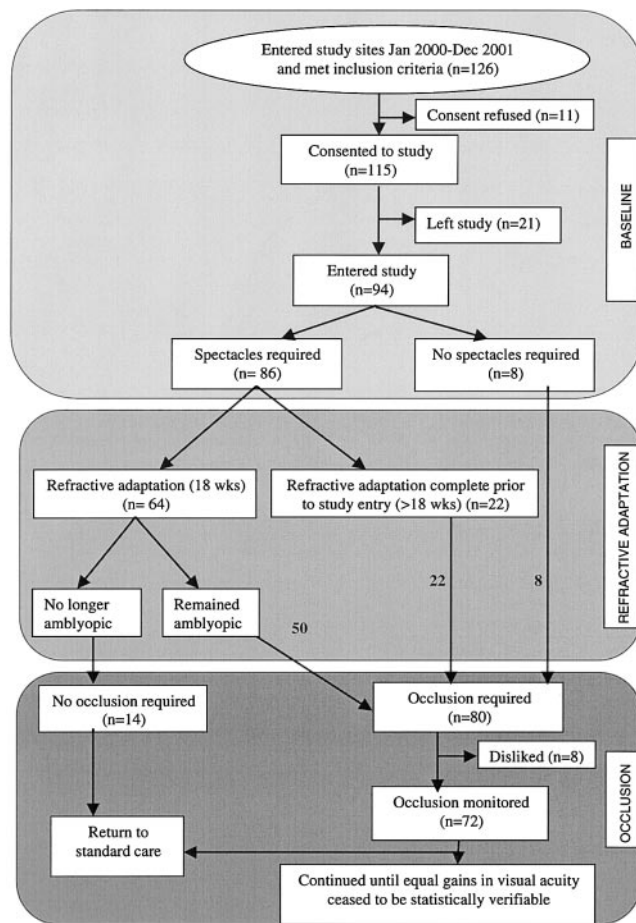 Entered study sites Jan 2000-Dec 2001
and met inclusion criteria (n=126)
Consent refused (n=11)
Consented to study
(n=115)
Left study (n=21)
Entered study
(n=94)
BASELINE
Spectacles required
(n= 86)
No spectacles required
(n=8)
Refractive adaptation (18 wks)
(n= 64)
Refractive adaptation complete prior
to study entry (>18 wks) (n=22)
REFRACTIVE ADAPTATION
22
8
No longer
amblyopic
Remained
amblyopic
50
No occlusion required
(n=14)
Occlusion required
(n=80)
Disliked (n=8)
OCCLUSION
Occlusion monitored
(n=72)
Return to
standard care
Continued until equal gains in visual acuity
ceased to be statistically verifiable